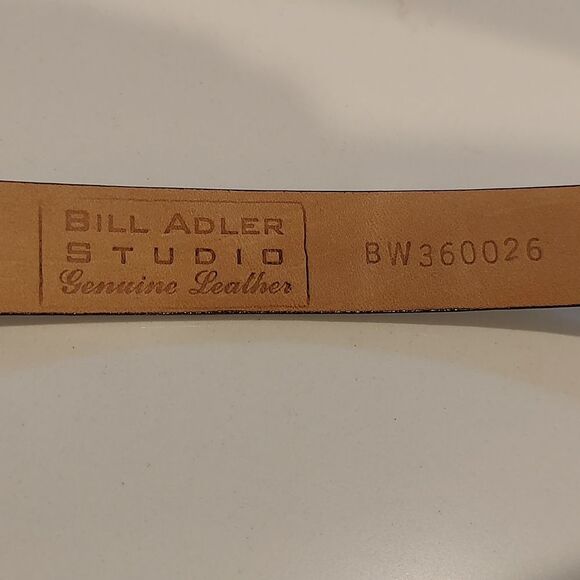 BILL ADLER
STUDIO
Genuine Leather
BW360026